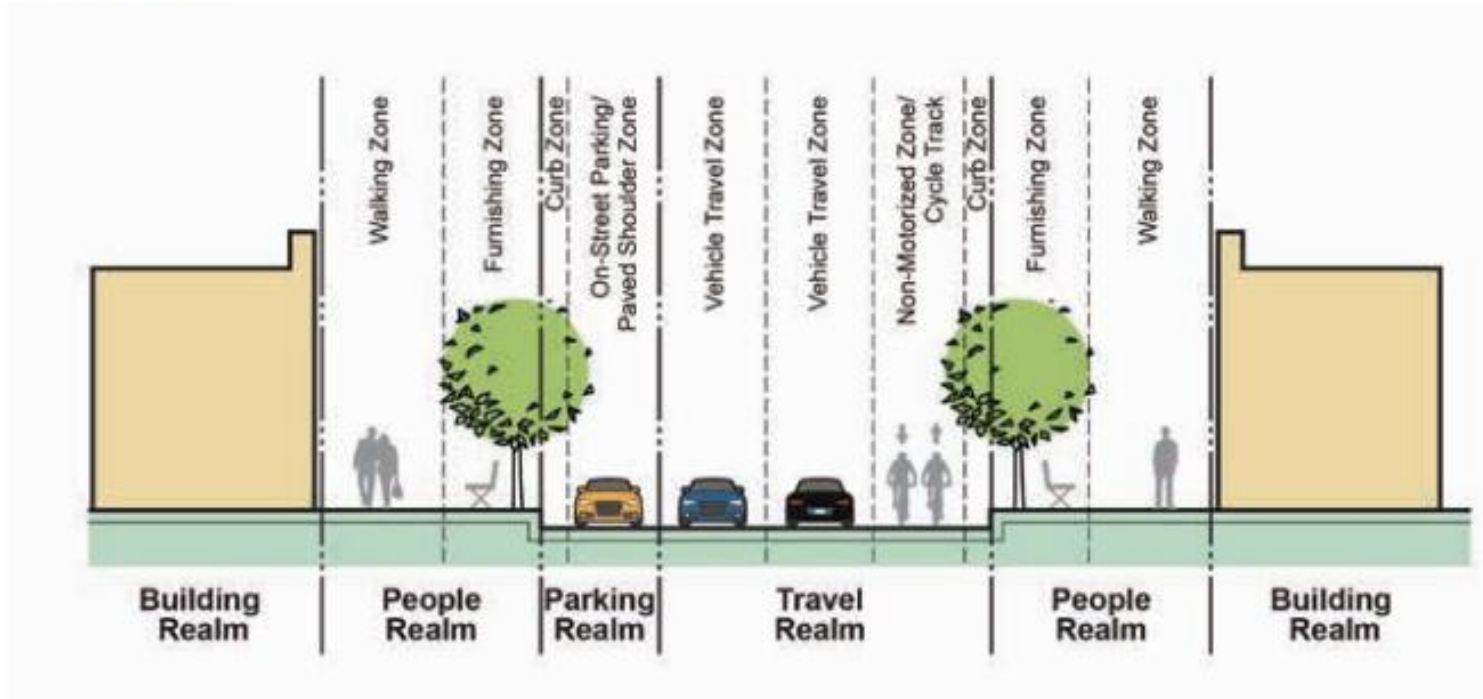 Walking Zone
Furnishing Zone
Curb Zone
On-Street Parking/
Paved Shoulder Zone
Vehicle Travel Zone
Vehicle Travel Zone
Non-Motorized Zone/
Cycle Track
Curb Zone
Furnishing Zone
Walking Zone
Building
Realm
People
Realm
Parking
Realm
Travel
Realm
People
Realm
Building
Realm